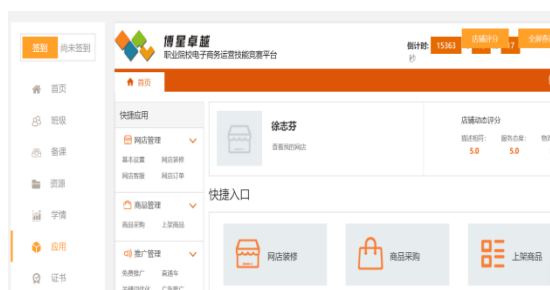 签到 尚未签到
首页
班级
备课
资源
学情
应用
证书
博星卓越
职业院校电子商务运营技能竞赛平台
倒计时: 15363
秒
17
店铺评分
首页
快捷应用
网店管理
基本设置 网店装修
网店客服 网店订单
商品管理
商品采购 上架商品
推广管理
免费推广 直通车
徐志芬
查看我的网店
店铺动态评分
描述相符: 服务态度:
5.0 5.0
快捷入口
网店装修
商品采购
上架商品